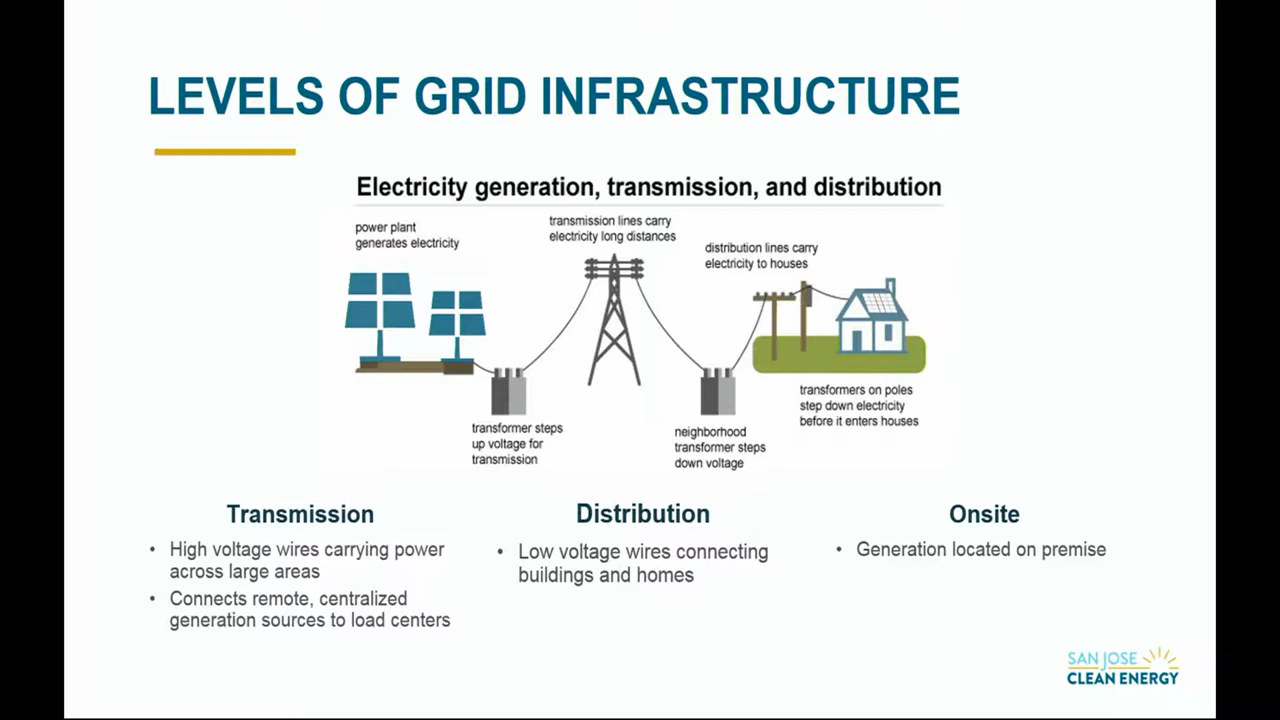 LEVELS OF GRID INFRASTRUCTURE
Electricity generation, transmission, and distribution
power plant
generates electricity
transmission lines carry
electricity long distances
distribution lines carry
electricity to houses
transformer steps
up voltage for
transmission
neighborhood
transformer steps
down voltage
transformers on poles
step down electricity
before it enters houses
Transmission
• High voltage wires carrying power
across large areas
• Connects remote, centralized
generation sources to load centers
Distribution
• Low voltage wires connecting
buildings and homes
Onsite
• Generation located on premise
SAN JOSE
CLEAN ENERGY